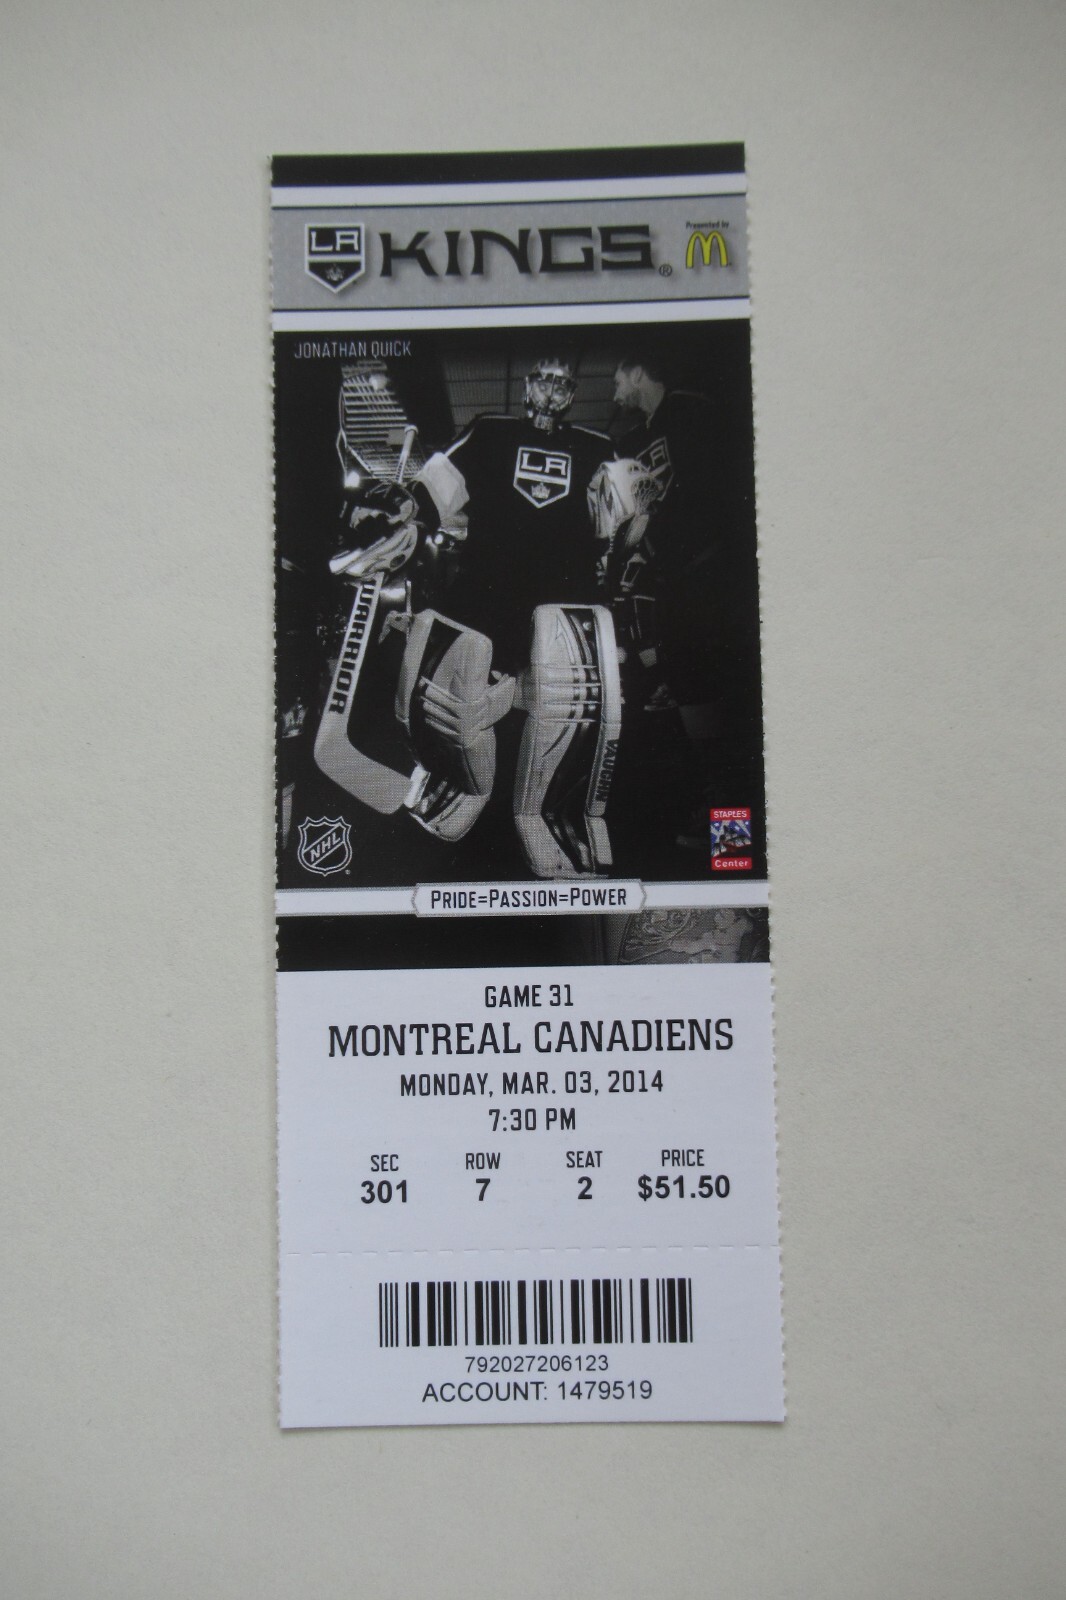 LA KINGS® Presented by M
JONATHAN QUICK
LA
LA
WARRIOR
VAUGHN
NHL
STAPLES
Center
PRIDE=PASSION=POWER
GAME 31
MONTREAL CANADIENS
MONDAY, MAR. 03, 2014
7:30 PM
SEC ROW SEAT PRICE
301 7 2 $51.50
792027206123
ACCOUNT: 1479519